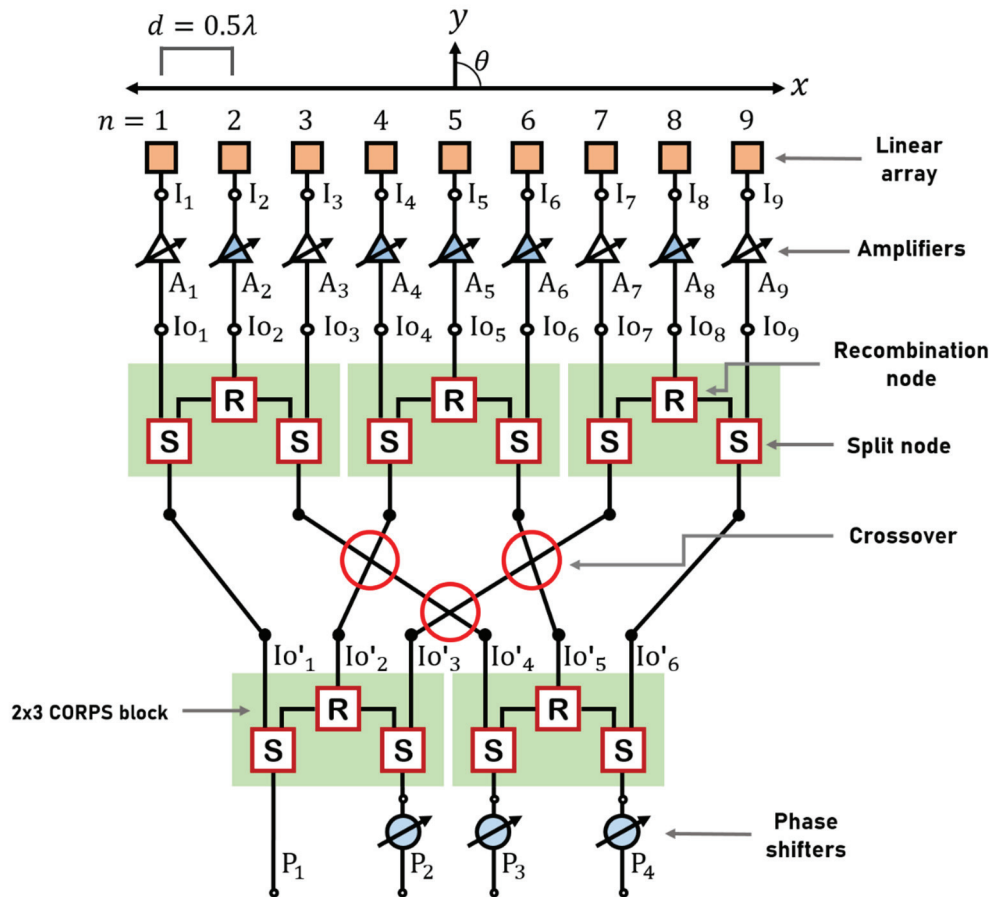 d = 0.5λ
y
θ
x
n = 1 2 3 4 5 6 7 8 9
Linear
array
I₁ I₂ I₃ I₄ I₅ I₆ I₇ I₈ I₉
Amplifiers
A₁ A₂ A₃ A₄ A₅ A₆ A₇ A₈ A₉
Io₁ Io₂ Io₃ Io₄ Io₅ Io₆ Io₇ Io₈ Io₉
Recombination
node
R R R
S S S S S S
Split node
Crossover
Io'₁ Io'₂ Io'₃ Io'₄ Io'₅ Io'₆
2x3 CORPS block
R R
S S S S
Phase
shifters
P₁ P₂ P₃ P₄